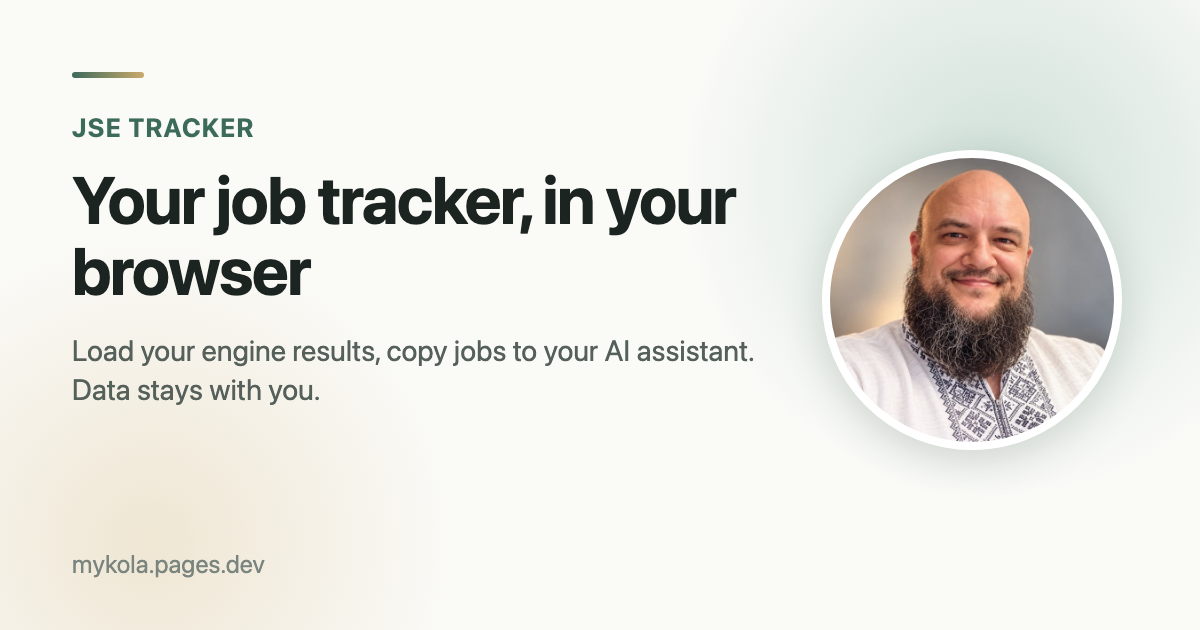 JSE TRACKER
Your job tracker, in your
browser
Load your engine results, copy jobs to your AI assistant.
Data stays with you.
mykola.pages.dev